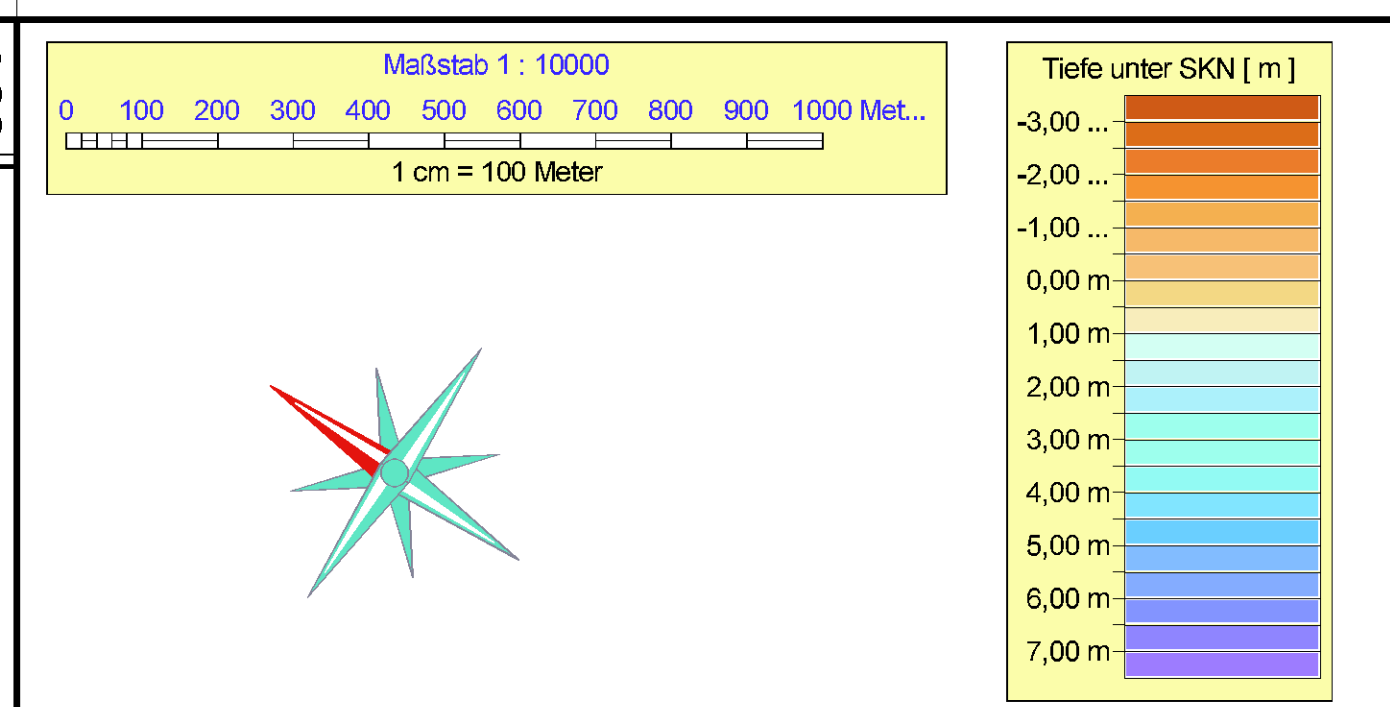 Maßstab 1 : 10000
0 100 200 300 400 500 600 700 800 900 1000 Met...
1 cm = 100 Meter
Tiefe unter SKN [ m ]
-3,00 ...
-2,00 ...
-1,00 ...
0,00 m
1,00 m
2,00 m
3,00 m
4,00 m
5,00 m
6,00 m
7,00 m